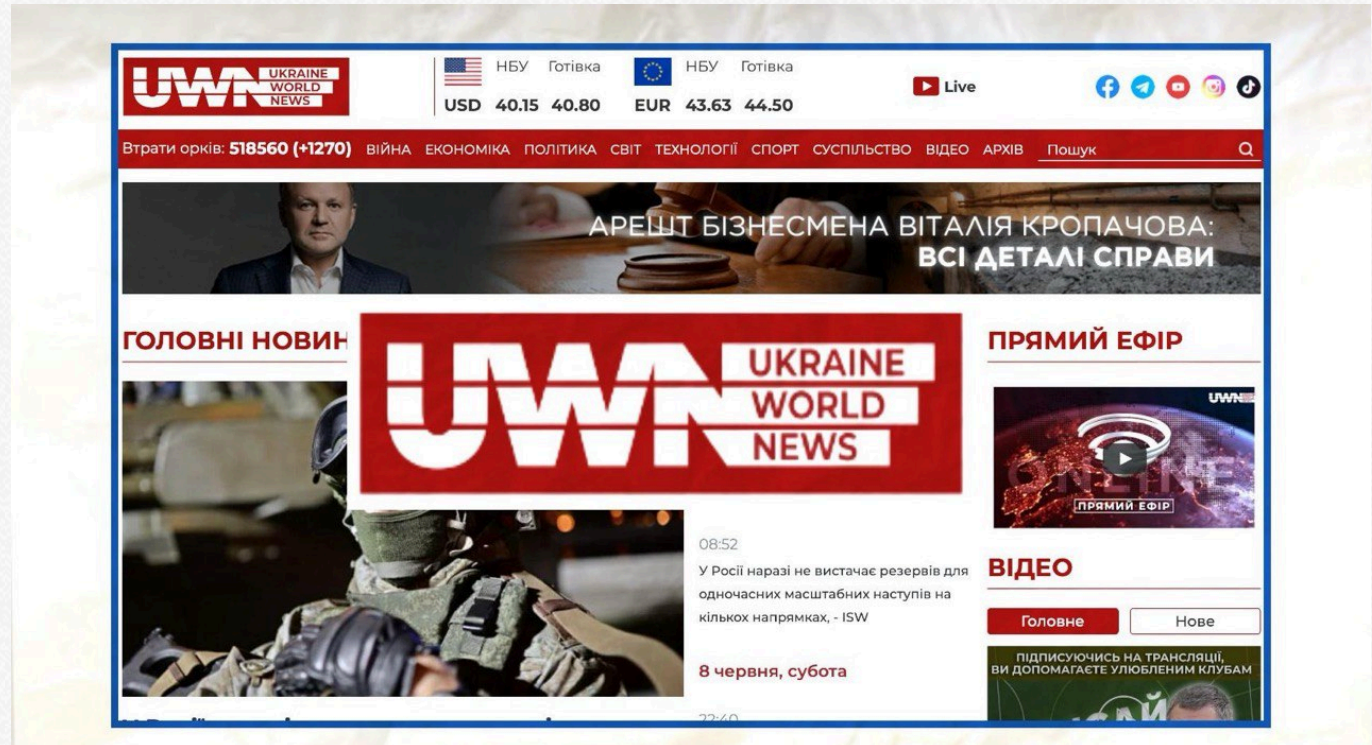 UWN UKRAINE
WORLD
NEWS
НБУ Готівка
USD 40.15 40.80
НБУ Готівка
EUR 43.63 44.50
Live
Втрати орків: 518560 (+1270) ВІЙНА ЕКОНОМІКА ПОЛІТИКА СВІТ ТЕХНОЛОГІЇ СПОРТ СУСПІЛЬСТВО ВІДЕО АРХІВ Пошук
АРЕШТ БІЗНЕСМЕНА ВІТАЛІЯ КРОПАЧОВА:
ВСІ ДЕТАЛІ СПРАВИ
ГОЛОВНІ НОВИН
UWN UKRAINE
WORLD
NEWS
08:52
У Росії наразі не вистачає резервів для
одночасних масштабних наступів на
кількох напрямках, - ISW
8 червня, субота
22:40
ПРЯМИЙ ЕФІР
UWN
ONLINE
ПРЯМИЙ ЕФІР
ВІДЕО
Головне Нове
ПІДПИСУЮЧИСЬ НА ТРАНСЛЯЦІЇ,
ВИ ДОПОМАГАЄТЕ УЛЮБЛЕНИМ КЛУБАМ